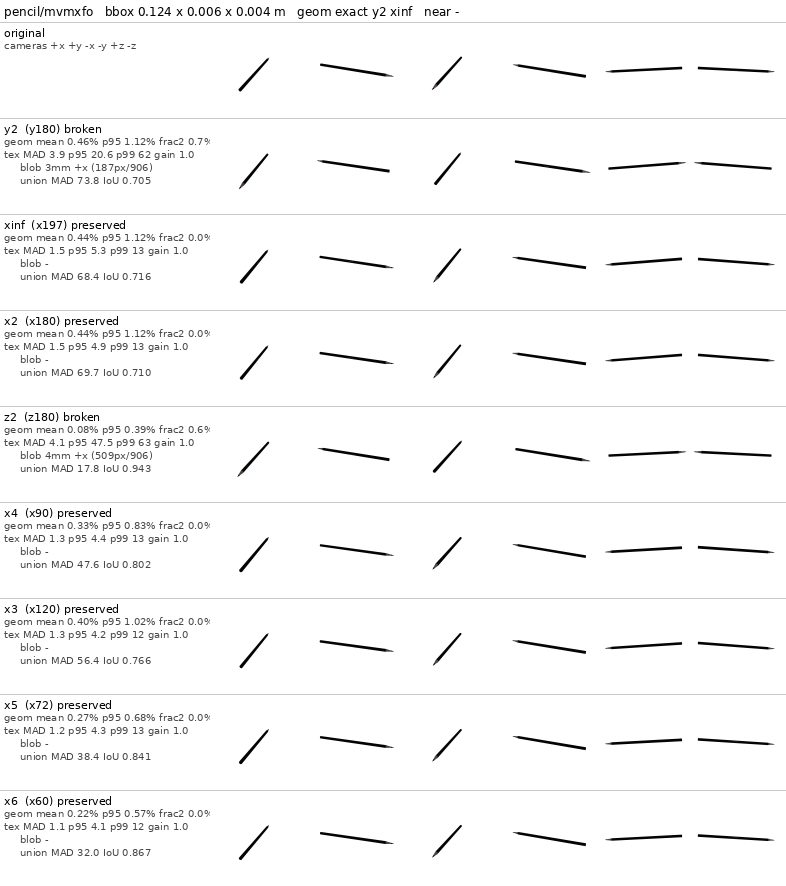 pencil/mvmxfo   bbox 0.124 x 0.006 x 0.004 m   geom exact y2 xinf   near -
original
cameras +x +y -x -y +z -z
y2  (y180) broken
geom mean 0.46% p95 1.12% frac2 0.7%
tex MAD 3.9 p95 20.6 p99 62 gain 1.0
blob 3mm +x (187px/906)
union MAD 73.8 IoU 0.705
xinf  (x197) preserved
geom mean 0.44% p95 1.12% frac2 0.0%
tex MAD 1.5 p95 5.3 p99 13 gain 1.0
blob -
union MAD 68.4 IoU 0.716
x2  (x180) preserved
geom mean 0.44% p95 1.12% frac2 0.0%
tex MAD 1.5 p95 4.9 p99 13 gain 1.0
blob -
union MAD 69.7 IoU 0.710
z2  (z180) broken
geom mean 0.08% p95 0.39% frac2 0.6%
tex MAD 4.1 p95 47.5 p99 63 gain 1.0
blob 4mm +x (509px/906)
union MAD 17.8 IoU 0.943
x4  (x90) preserved
geom mean 0.33% p95 0.83% frac2 0.0%
tex MAD 1.3 p95 4.4 p99 13 gain 1.0
blob -
union MAD 47.6 IoU 0.802
x3  (x120) preserved
geom mean 0.40% p95 1.02% frac2 0.0%
tex MAD 1.3 p95 4.2 p99 12 gain 1.0
blob -
union MAD 56.4 IoU 0.766
x5  (x72) preserved
geom mean 0.27% p95 0.68% frac2 0.0%
tex MAD 1.2 p95 4.3 p99 13 gain 1.0
blob -
union MAD 38.4 IoU 0.841
x6  (x60) preserved
geom mean 0.22% p95 0.57% frac2 0.0%
tex MAD 1.1 p95 4.1 p99 12 gain 1.0
blob -
union MAD 32.0 IoU 0.867